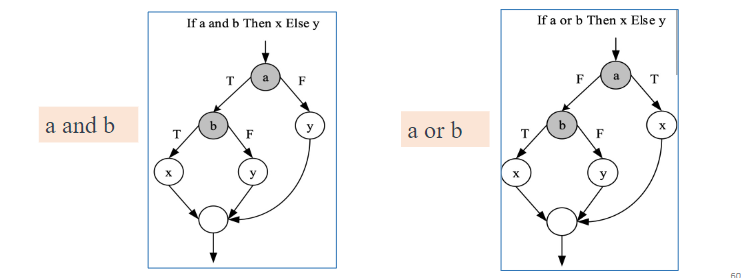 If a and b Then x Else y
T
a
F
a and b
T
b
F
y
x
y
If a or b Then x Else y
F
a
T
a or b
T
b
F
x
x
y
60